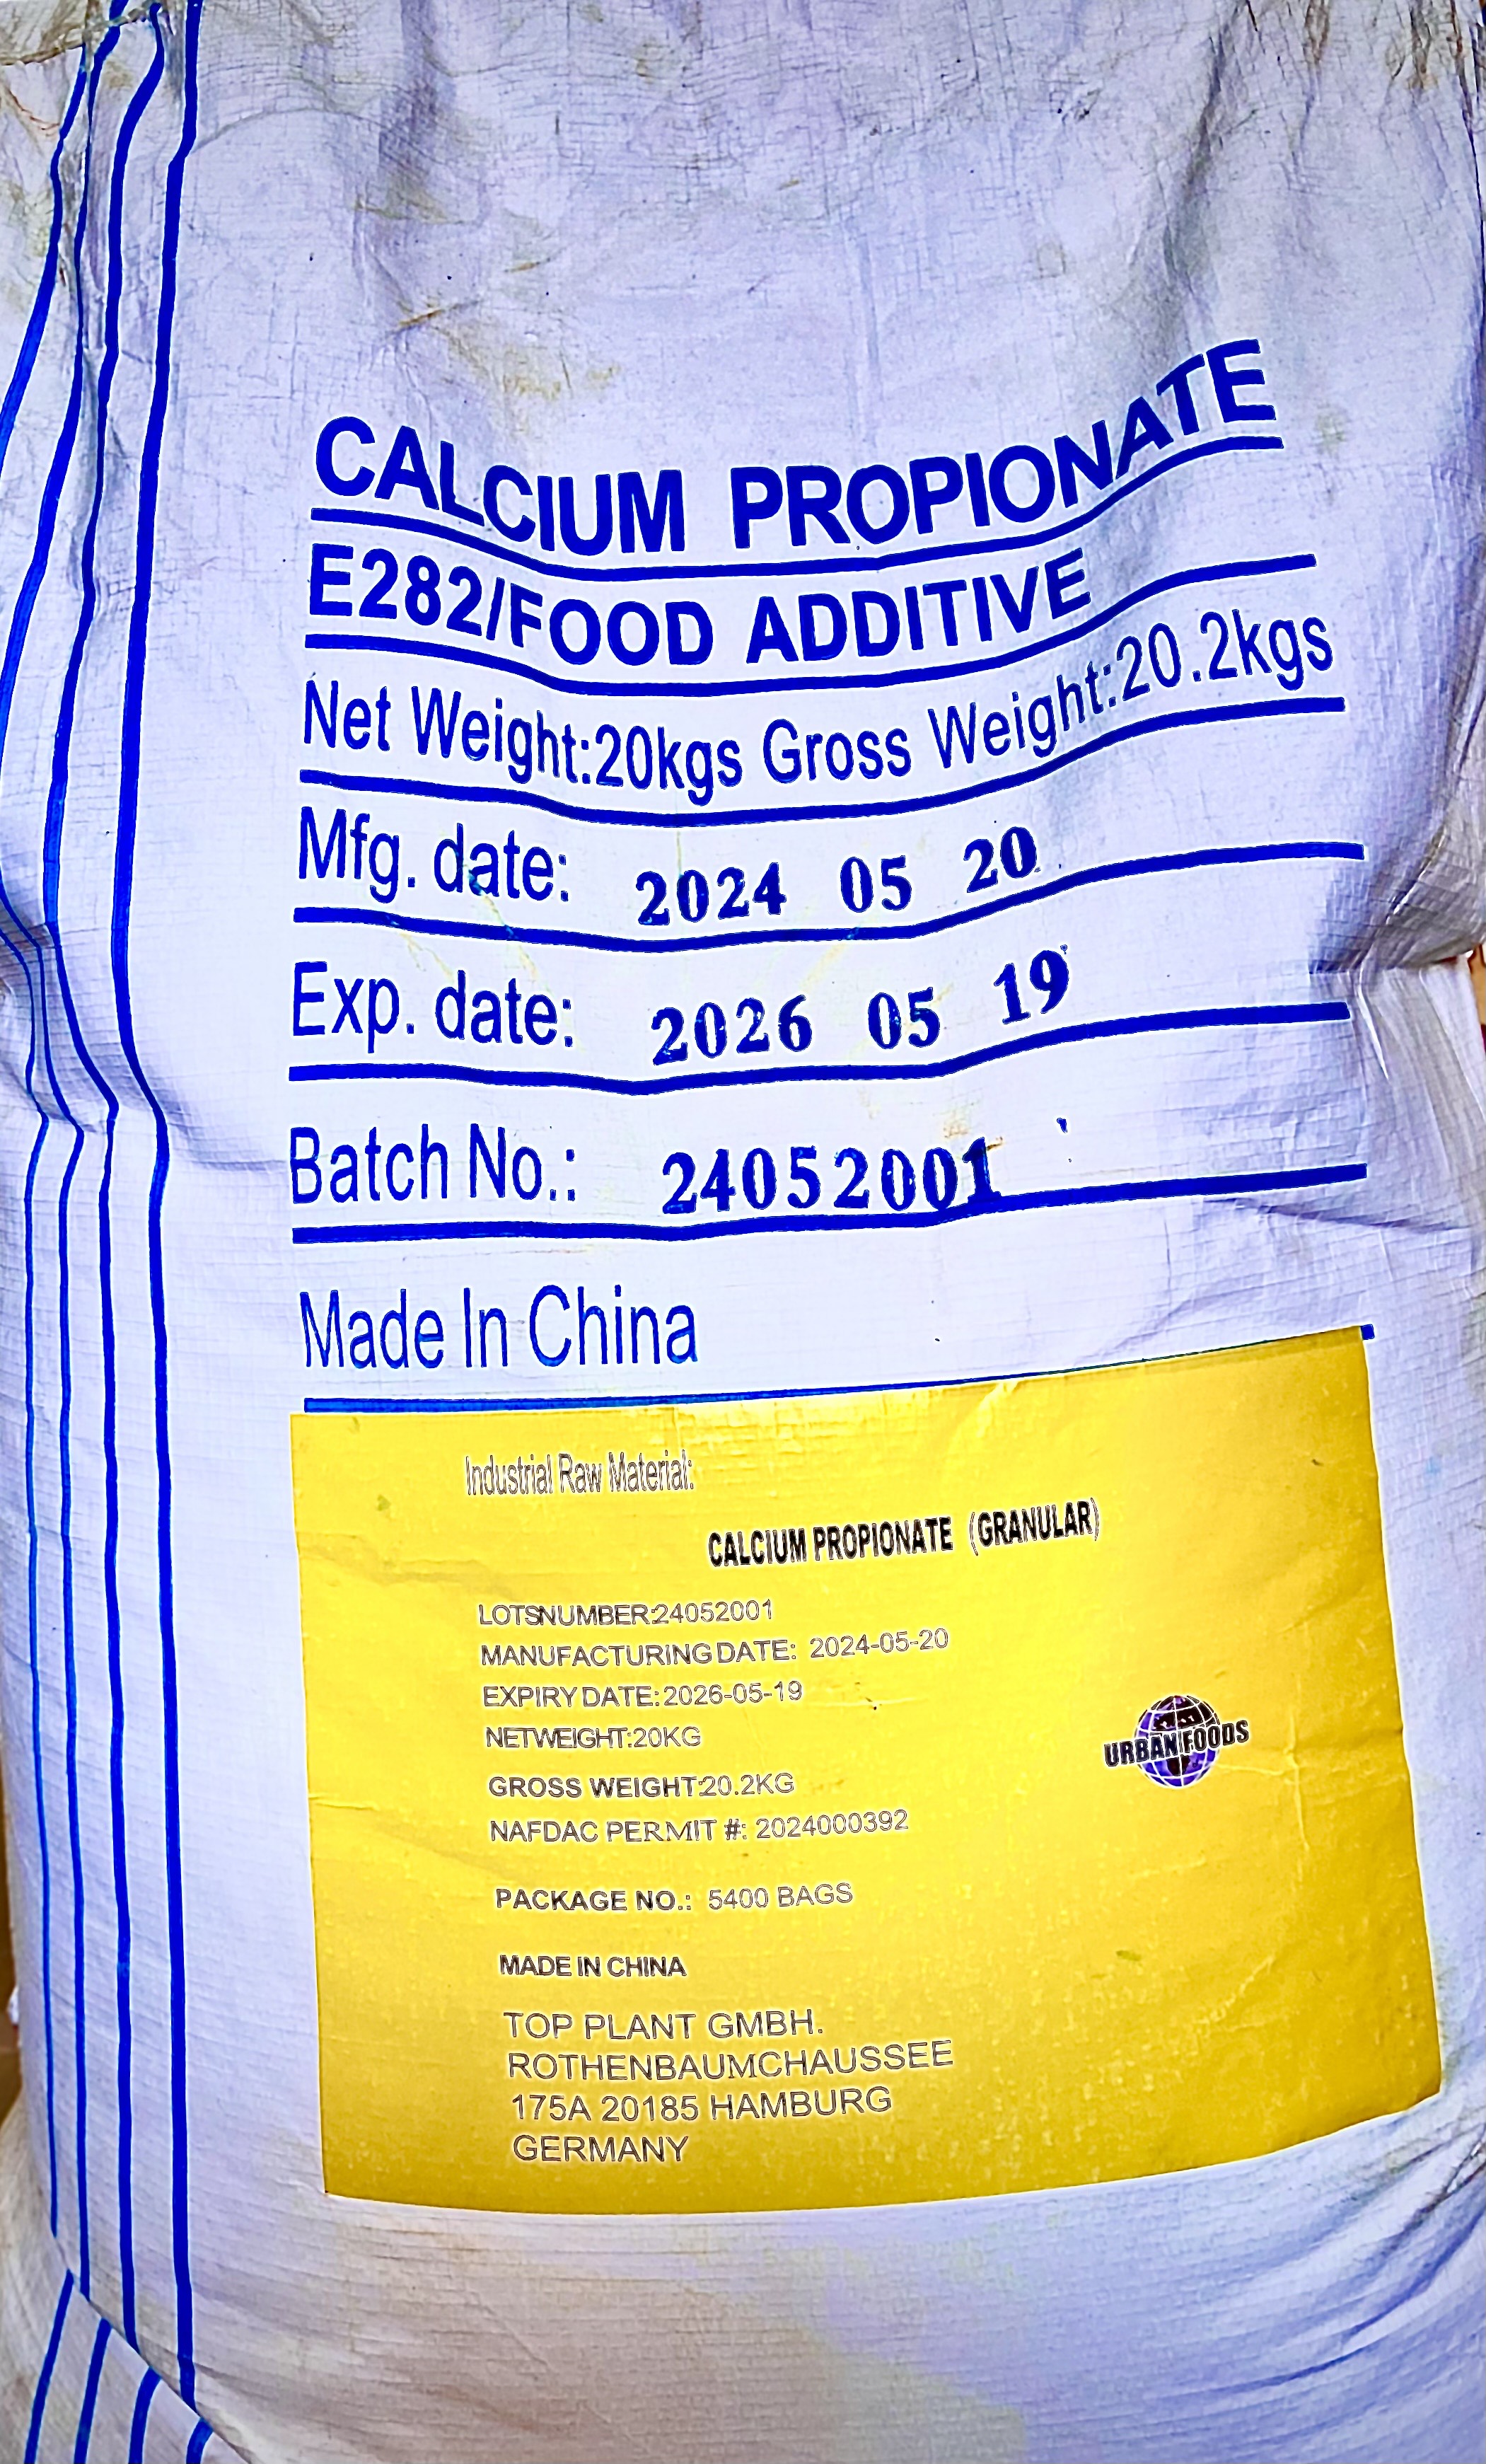 CALCIUM PROPIONATE
E282/FOOD ADDITIVE
Net Weight:20kgs Gross Weight:20.2kgs
Mfg. date: 2024 05 20
Exp. date: 2026 05 19
Batch No.: 24052001
Made In China
Industrial Raw Material:
CALCIUM PROPIONATE (GRANULAR)
LOTSNUMBER:24052001
MANUFACTURING DATE: 2024-05-20
EXPIRY DATE:2026-05-19
NETWEIGHT:20KG
URBAN FOODS
GROSS WEIGHT:20.2KG
NAFDAC PERMIT #: 2024000392
PACKAGE NO.: 5400 BAGS
MADE IN CHINA
TOP PLANT GMBH.
ROTHENBAUMCHAUSSEE
175A 20185 HAMBURG
GERMANY